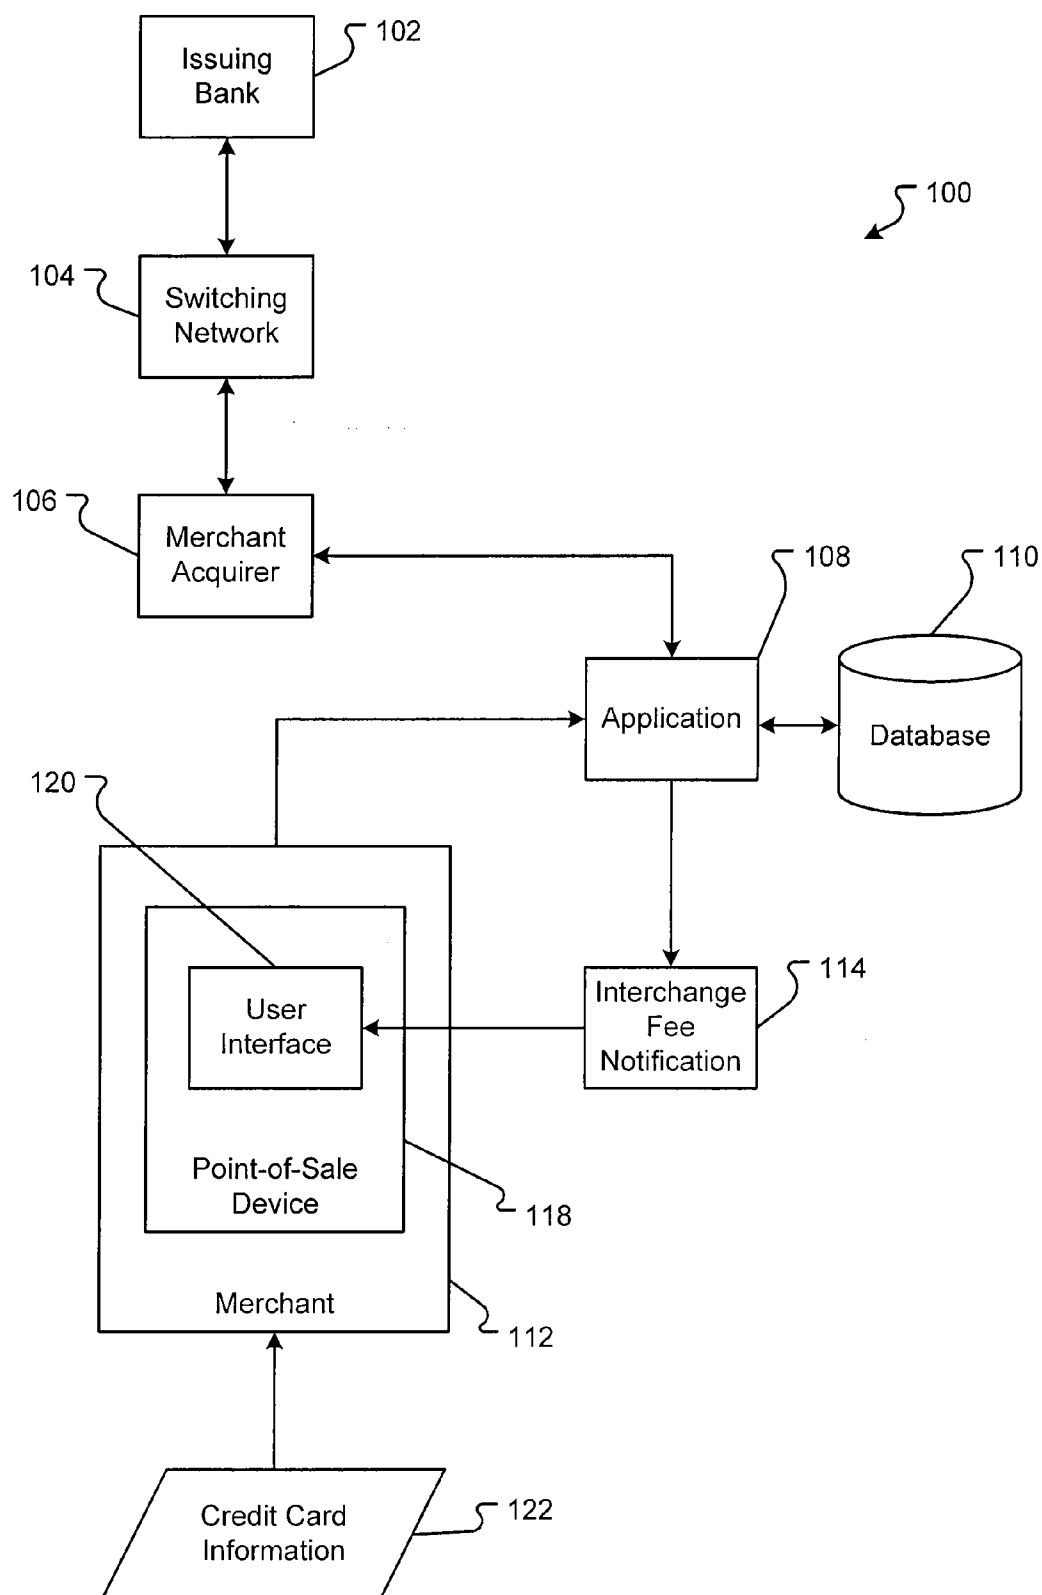 Issuing
Bank
102
100
104
Switching
Network
106
Merchant
Acquirer
108
110
Application
Database
120
User
Interface
Interchange
Fee
Notification
114
Point-of-Sale
Device
118
Merchant
112
Credit Card
Information
122